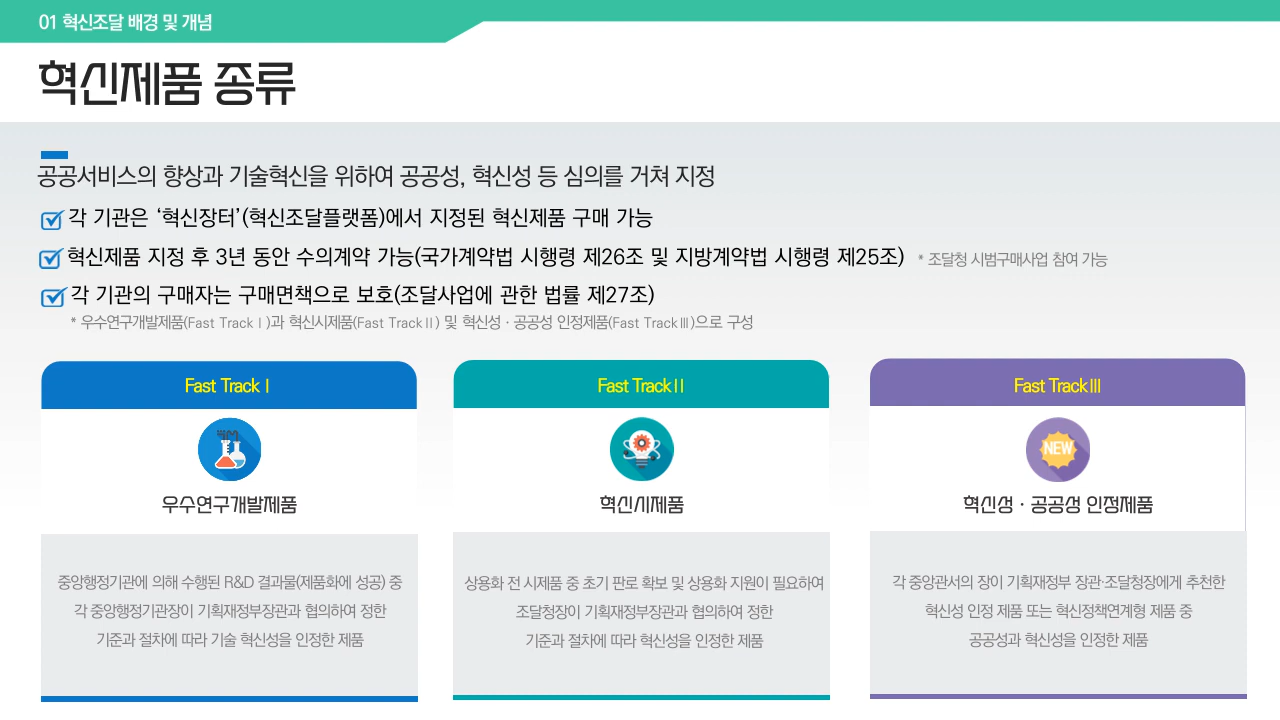 01 혁신조달 배경 및 개념
혁신제품 종류
공공서비스의 향상과 기술혁신을 위하여 공공성, 혁신성 등 심의를 거쳐 지정
각 기관은 ‘혁신장터’(혁신조달플랫폼)에서 지정된 혁신제품 구매 가능
혁신제품 지정 후 3년 동안 수의계약 가능(국가계약법 시행령 제26조 및 지방계약법 시행령 제25조) * 조달청 시범구매사업 참여 가능
각 기관의 구매자는 구매면책으로 보호(조달사업에 관한 법률 제27조)
* 우수연구개발제품(Fast TrackⅠ)과 혁신시제품(Fast TrackⅡ) 및 혁신성 · 공공성 인정제품(Fast TrackⅢ)으로 구성
Fast TrackⅠ
우수연구개발제품
중앙행정기관에 의해 수행된 R&D 결과물(제품화에 성공) 중
각 중앙행정기관장이 기획재정부장관과 협의하여 정한
기준과 절차에 따라 기술 혁신성을 인정한 제품
Fast TrackⅡ
혁신시제품
상용화 전 시제품 중 초기 판로 확보 및 상용화 지원이 필요하여
조달청장이 기획재정부장관과 협의하여 정한
기준과 절차에 따라 혁신성을 인정한 제품
Fast TrackⅢ
NEW
혁신성 · 공공성 인정제품
각 중앙관서의 장이 기획재정부 장관·조달청장에게 추천한
혁신성 인정 제품 또는 혁신정책연계형 제품 중
공공성과 혁신성을 인정한 제품